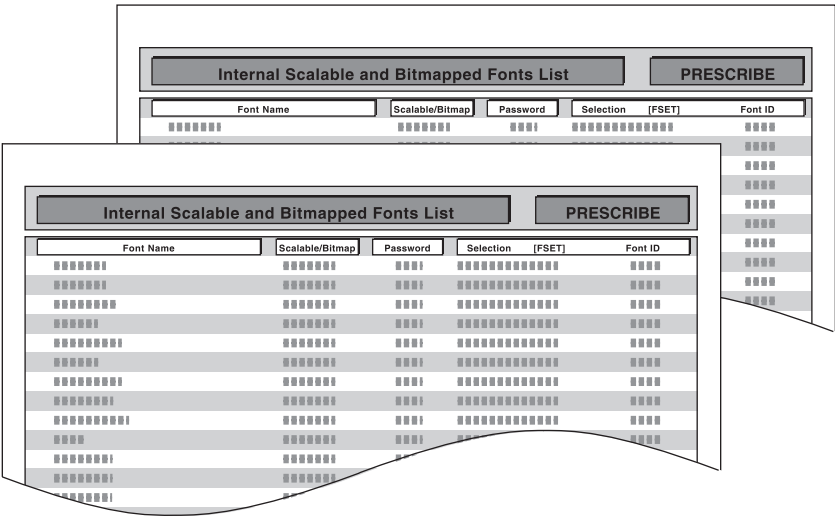 Internal Scalable and Bitmapped Fonts List PRESCRIBE
Font Name Scalable/Bitmap Password Selection [FSET] Font ID
Internal Scalable and Bitmapped Fonts List PRESCRIBE
Font Name Scalable/Bitmap Password Selection [FSET] Font ID